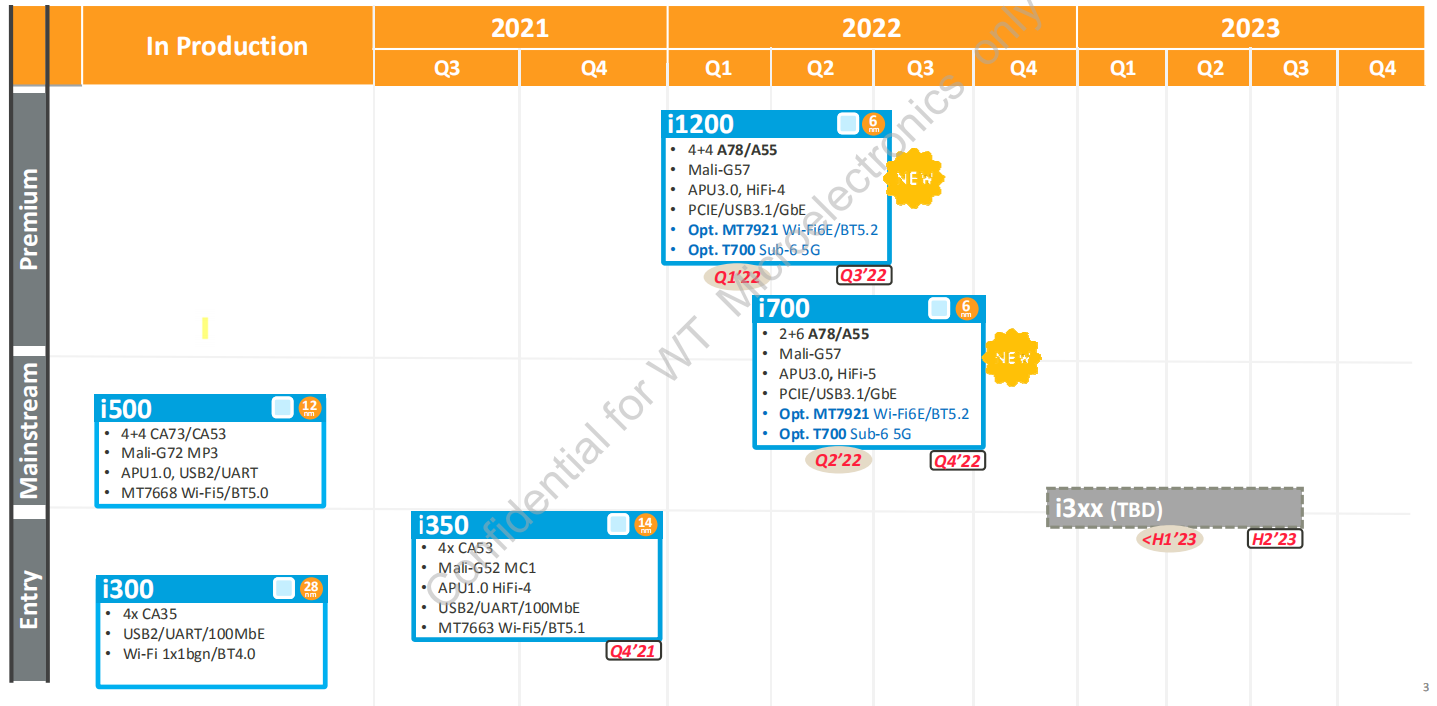 In Production
2021
2022
2023
Q3
Q4
Q1
Q2
Q3
Q4
Q1
Q2
Q3
Q4
Premium
i1200
6
nm
• 4+4 A78/A55
• Mali-G57
• APU3.0, HiFi-4
• PCIE/USB3.1/GbE
• Opt. MT7921 Wi-Fi6E/BT5.2
• Opt. T700 Sub-6 5G
Q1’22
Q3’22
NEW
i700
6
nm
• 2+6 A78/A55
• Mali-G57
• APU3.0, HiFi-5
• PCIE/USB3.1/GbE
• Opt. MT7921 Wi-Fi6E/BT5.2
• Opt. T700 Sub-6 5G
Q2’22
Q4’22
NEW
Mainstream
i500
12
nm
• 4+4 CA73/CA53
• Mali-G72 MP3
• APU1.0, USB2/UART
• MT7668 Wi-Fi5/BT5.0
i3xx (TBD)
<H1’23
H2’23
Entry
i350
14
nm
• 4x CA53
• Mali-G52 MC1
• APU1.0 HiFi-4
• USB2/UART/100MbE
• MT7663 Wi-Fi5/BT5.1
Q4’21
i300
28
nm
• 4x CA35
• USB2/UART/100MbE
• Wi-Fi 1x1bgn/BT4.0
Confidential for WT Microelectronics only
3